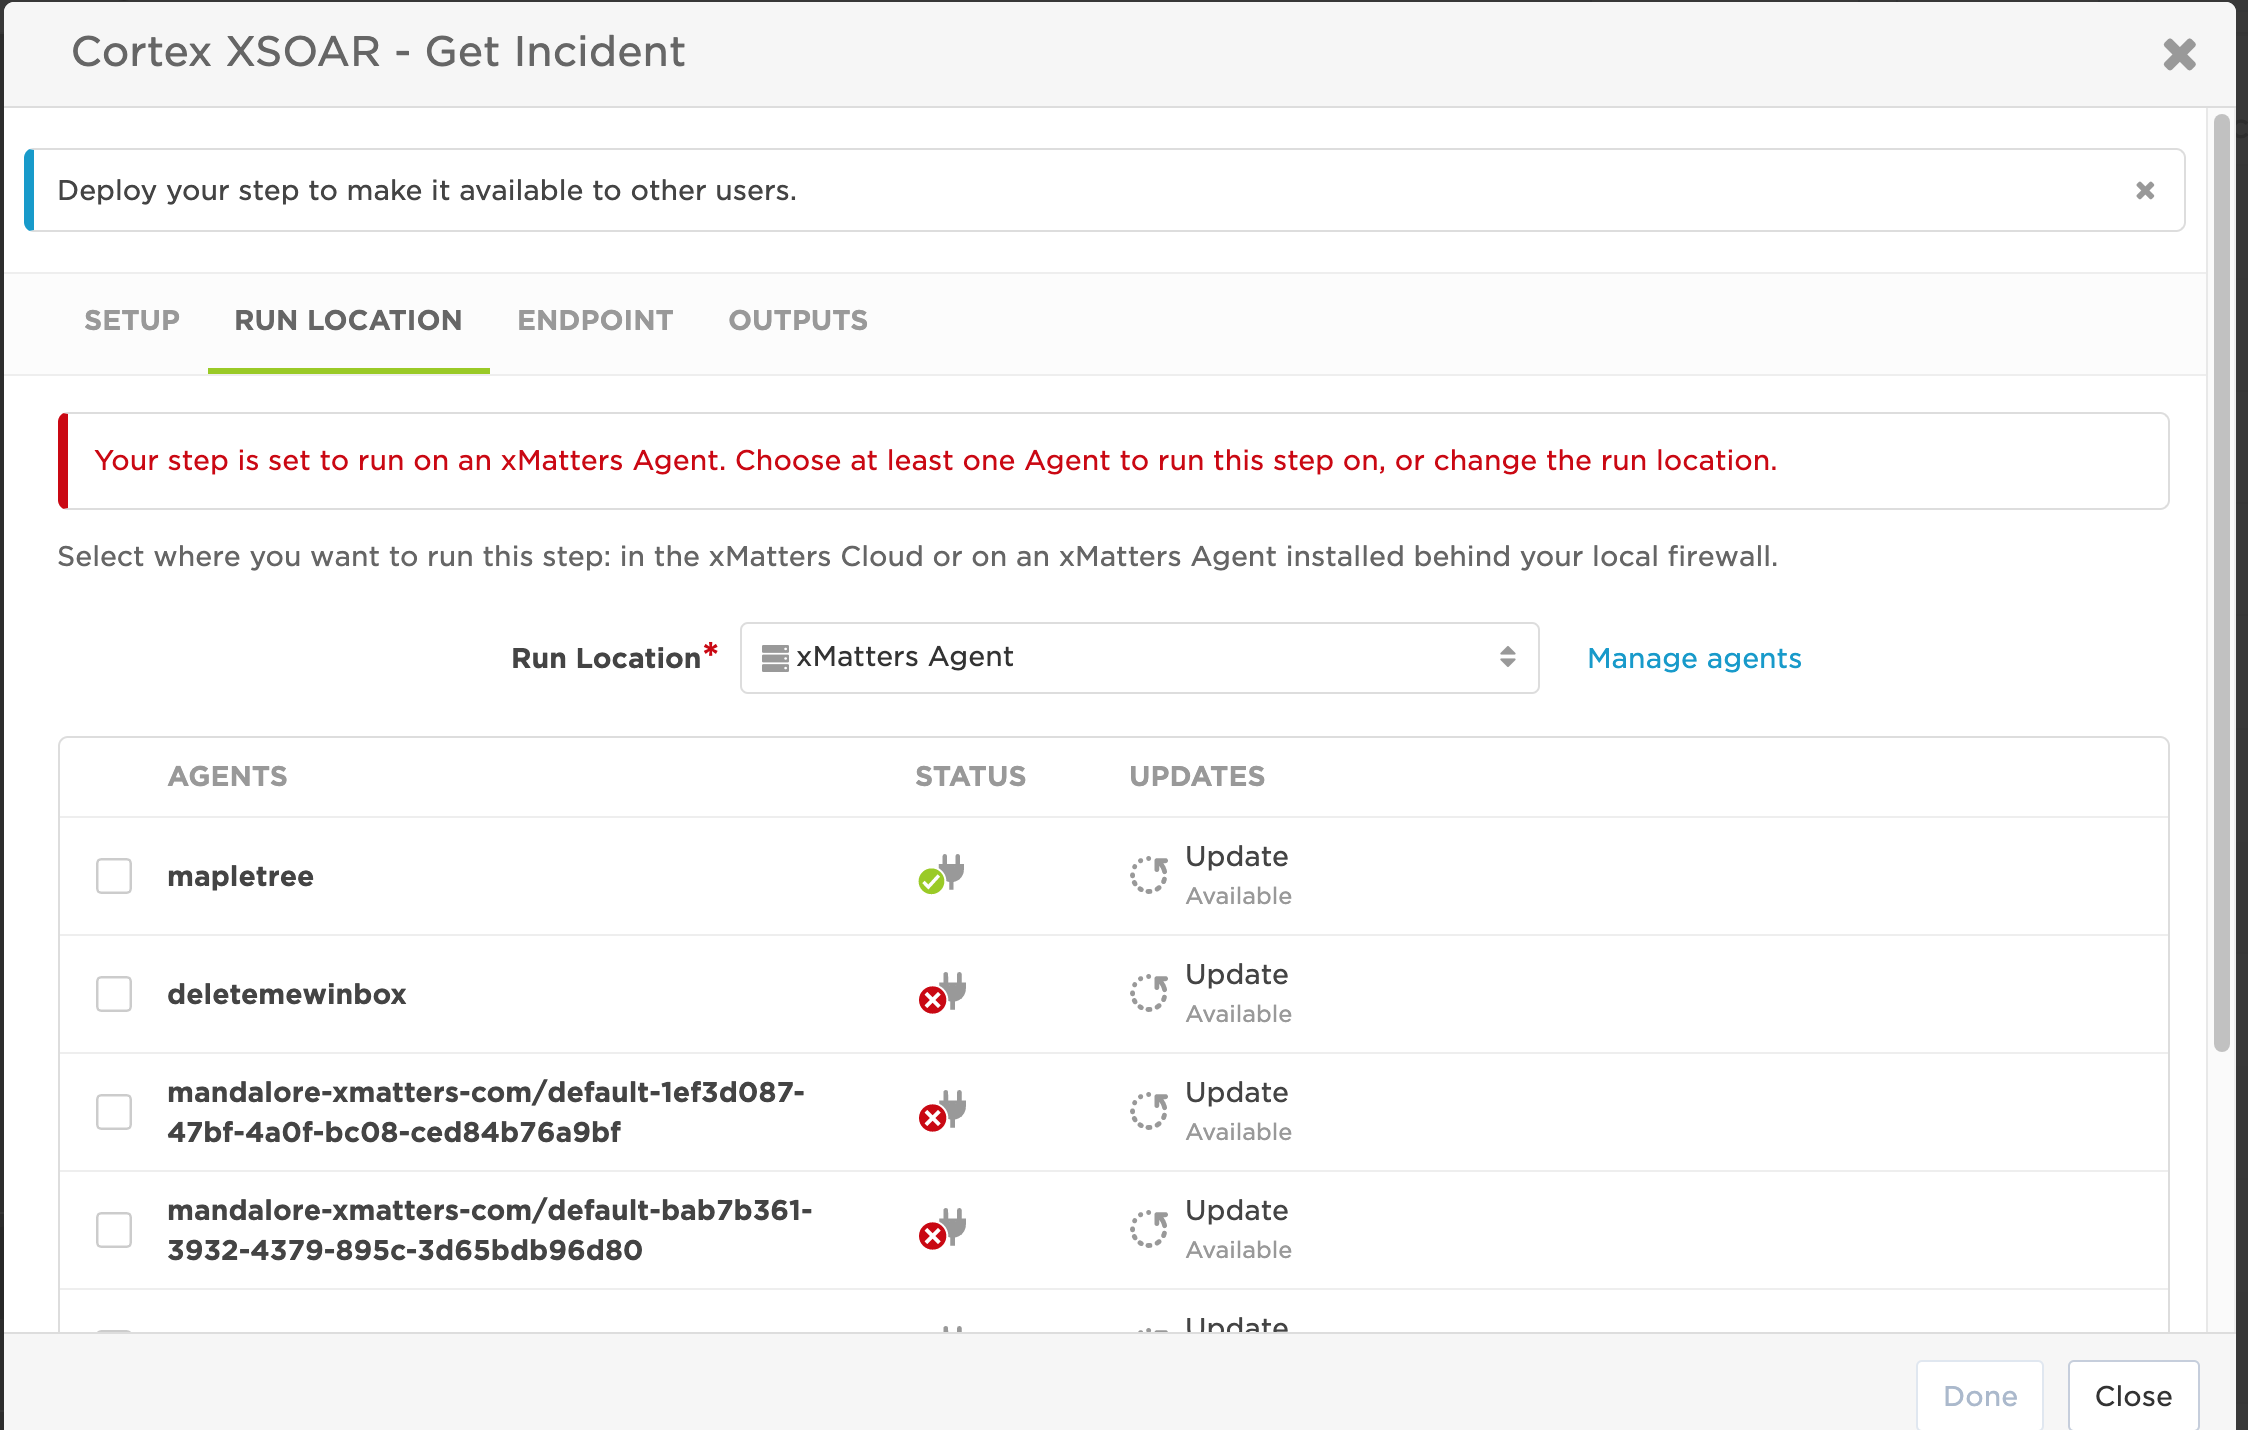 Cortex XSOAR - Get Incident
Deploy your step to make it available to other users.
SETUP RUN LOCATION ENDPOINT OUTPUTS
Your step is set to run on an xMatters Agent. Choose at least one Agent to run this step on, or change the run location.
Select where you want to run this step: in the xMatters Cloud or on an xMatters Agent installed behind your local firewall.
Run Location* xMatters Agent Manage agents
AGENTS STATUS UPDATES
mapletree Update
Available
deletemewinbox Update
Available
mandalore-xmatters-com/default-1ef3d087- Update
47bf-4a0f-bc08-ced84b76a9bf Available
mandalore-xmatters-com/default-bab7b361- Update
3932-4379-895c-3d65bdb96d80 Available
Update
Done Close